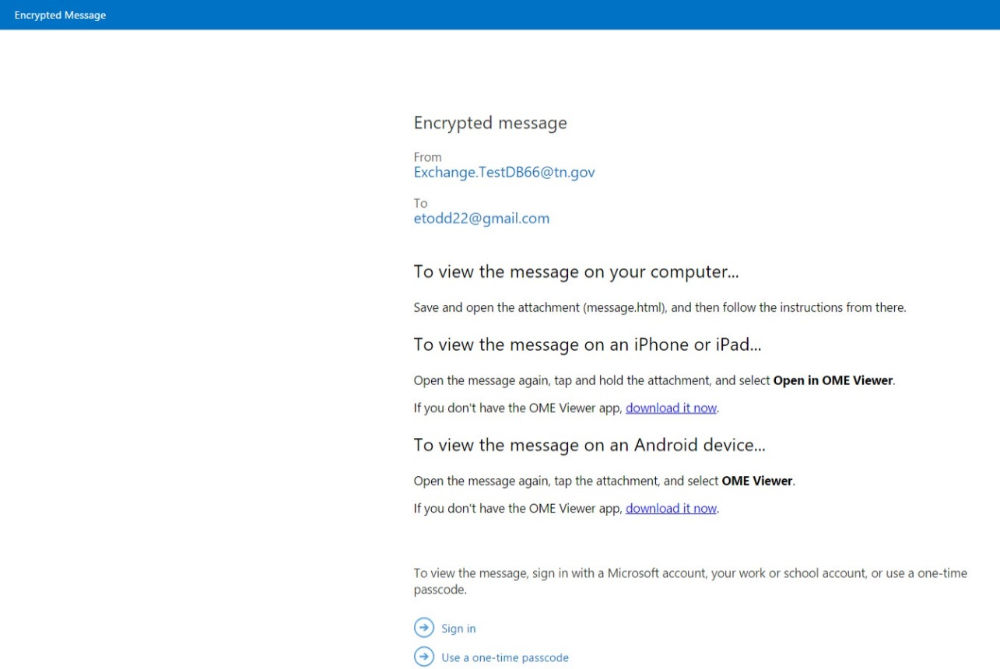 Encrypted Message
Encrypted message
From
Exchange.TestDB66@tn.gov
To
etodd22@gmail.com
To view the message on your computer...
Save and open the attachment (message.html), and then follow the instructions from there.
To view the message on an iPhone or iPad...
Open the message again, tap and hold the attachment, and select Open in OME Viewer.
If you don't have the OME Viewer app, download it now.
To view the message on an Android device...
Open the message again, tap the attachment, and select OME Viewer.
If you don't have the OME Viewer app, download it now.
To view the message, sign in with a Microsoft account, your work or school account, or use a one-time
passcode.
Sign in
Use a one-time passcode